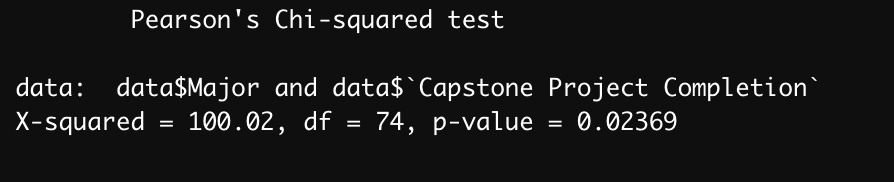 Pearson's Chi-squared test
data:  data$Major and data$`Capstone Project Completion`
X-squared = 100.02, df = 74, p-value = 0.02369